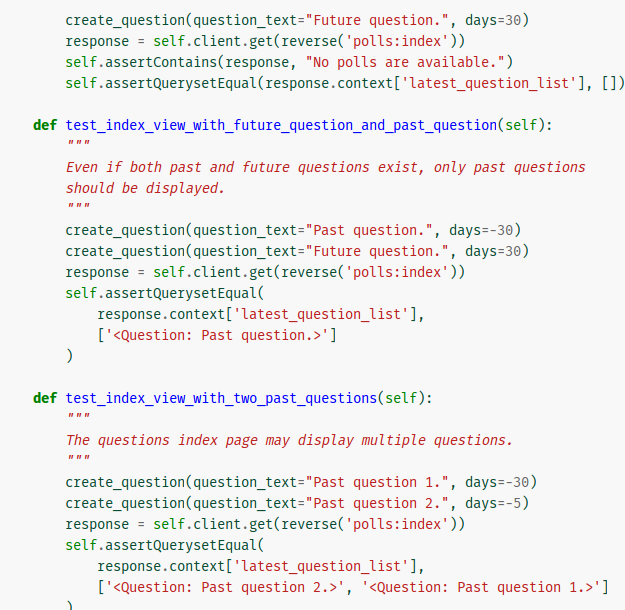 create_question(question_text="Future question.", days=30)
response = self.client.get(reverse('polls:index'))
self.assertContains(response, "No polls are available.")
self.assertQuerysetEqual(response.context['latest_question_list'], [])
def test_index_view_with_future_question_and_past_question(self):
"""
Even if both past and future questions exist, only past questions
should be displayed.
"""
create_question(question_text="Past question.", days=-30)
create_question(question_text="Future question.", days=30)
response = self.client.get(reverse('polls:index'))
self.assertQuerysetEqual(
response.context['latest_question_list'],
['<Question: Past question.>']
)
def test_index_view_with_two_past_questions(self):
"""
The questions index page may display multiple questions.
"""
create_question(question_text="Past question 1.", days=-30)
create_question(question_text="Past question 2.", days=-5)
response = self.client.get(reverse('polls:index'))
self.assertQuerysetEqual(
response.context['latest_question_list'],
['<Question: Past question 2.>', '<Question: Past question 1.>']
)